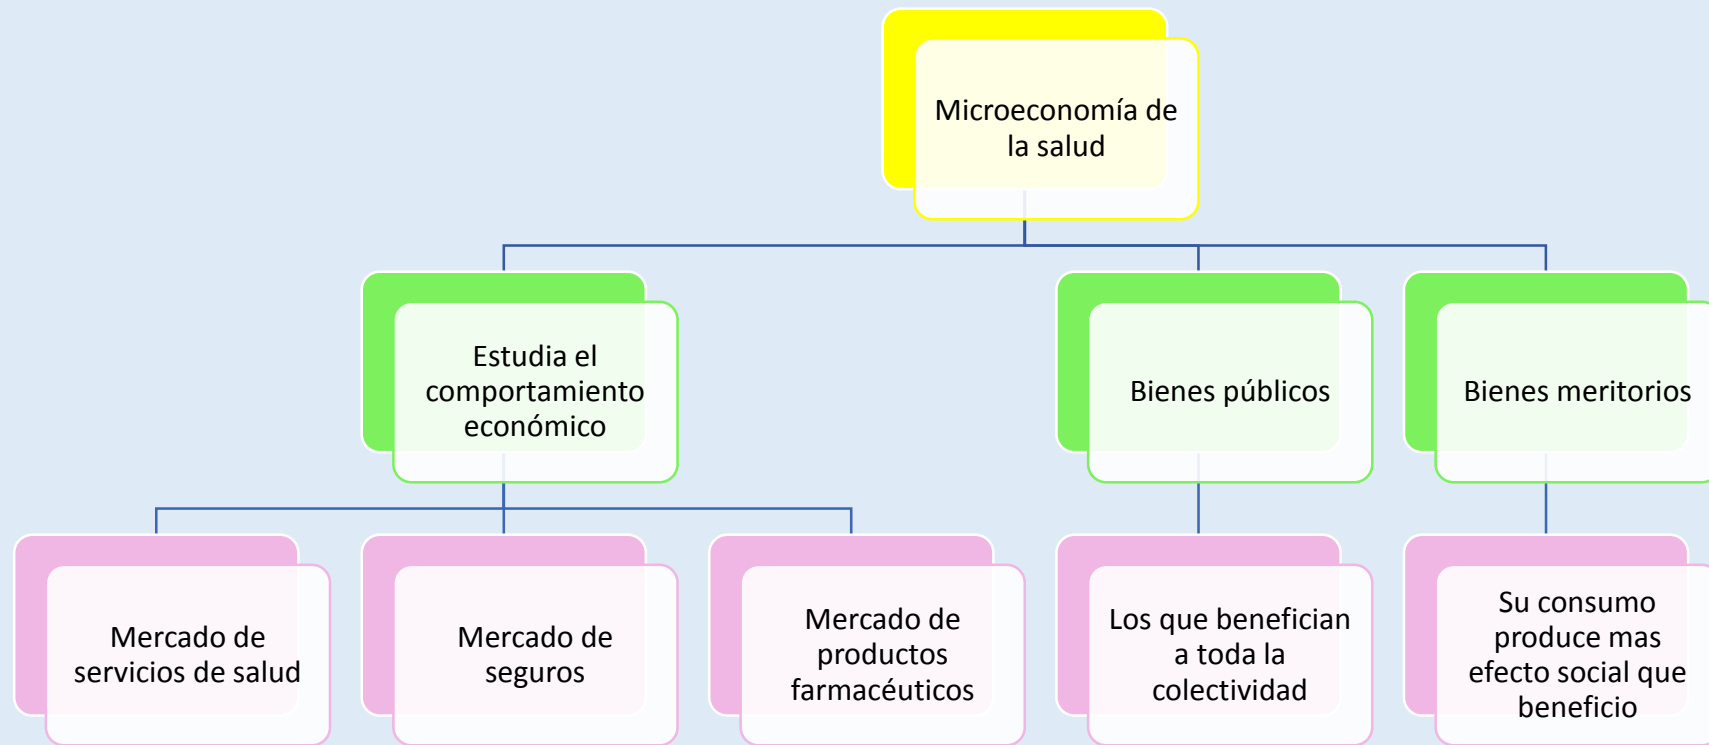 Microeconomía de
la salud
Estudia el
comportamiento
económico
Bienes públicos
Bienes meritorios
Mercado de
servicios de salud
Mercado de
seguros
Mercado de
productos
farmacéuticos
Los que benefician
a toda la
colectividad
Su consumo
produce mas
efecto social que
beneficio